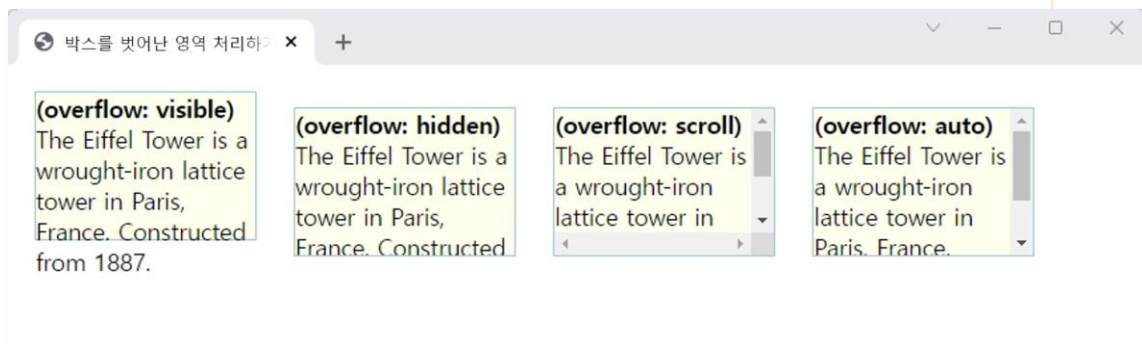 박스를 벗어난 영역 처리하
(overflow: visible)
The Eiffel Tower is a
wrought-iron lattice
tower in Paris,
France. Constructed
from 1887.
(overflow: hidden)
The Eiffel Tower is a
wrought-iron lattice
tower in Paris,
France. Constructed
(overflow: scroll)
The Eiffel Tower is
a wrought-iron
lattice tower in
(overflow: auto)
The Eiffel Tower is
a wrought-iron
lattice tower in
Paris. France.